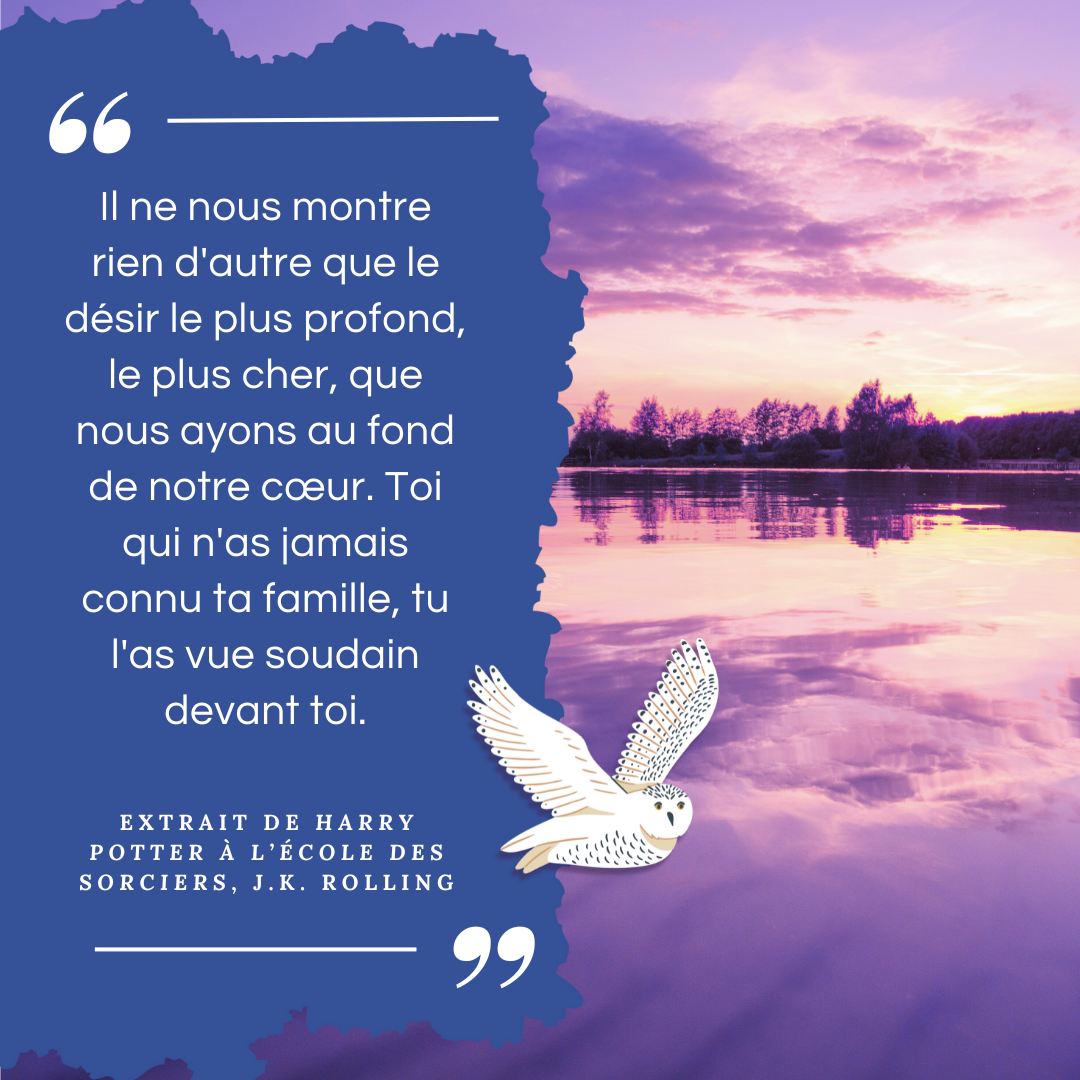 Il ne nous montre
rien d'autre que le
désir le plus profond,
le plus cher, que
nous ayons au fond
de notre cœur. Toi
qui n'as jamais
connu ta famille, tu
l'as vue soudain
devant toi.
EXTRAIT DE HARRY
POTTER À L’ÉCOLE DES
SORCIERS, J.K. ROLLING